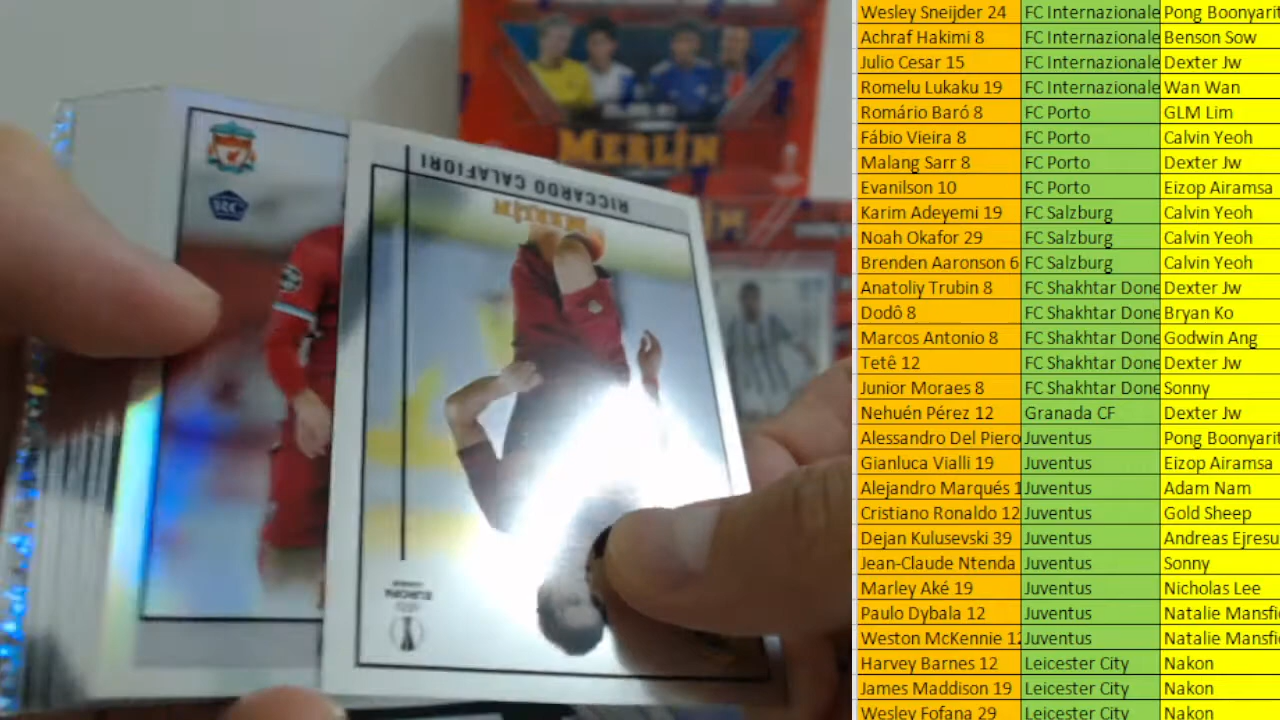 MERLIN
RICCARDO CALAFIORI
MERLIN
EUROPA
Wesley Sneijder 24 FC Internazionale Pong Boonyarit
Achraf Hakimi 8 FC Internazionale Benson Sow
Julio Cesar 15 FC Internazionale Dexter Jw
Romelu Lukaku 19 FC Internazionale Wan Wan
Romário Baró 8 FC Porto GLM Lim
Fábio Vieira 8 FC Porto Calvin Yeoh
Malang Sarr 8 FC Porto Dexter Jw
Evanilson 10 FC Porto Eizop Airamsa
Karim Adeyemi 19 FC Salzburg Calvin Yeoh
Noah Okafor 29 FC Salzburg Calvin Yeoh
Brenden Aaronson 6 FC Salzburg Calvin Yeoh
Anatoliy Trubin 8 FC Shakhtar Done Dexter Jw
Dodô 8 FC Shakhtar Done Bryan Ko
Marcos Antonio 8 FC Shakhtar Done Godwin Ang
Tetê 12 FC Shakhtar Done Dexter Jw
Junior Moraes 8 FC Shakhtar Done Sonny
Nehuén Pérez 12 Granada CF Dexter Jw
Alessandro Del Piero Juventus Pong Boonyarit
Gianluca Vialli 19 Juventus Eizop Airamsa
Alejandro Marqués 1 Juventus Adam Nam
Cristiano Ronaldo 12 Juventus Gold Sheep
Dejan Kulusevski 39 Juventus Andreas Ejresu
Jean-Claude Ntenda Juventus Sonny
Marley Aké 19 Juventus Nicholas Lee
Paulo Dybala 12 Juventus Natalie Mansfi
Weston McKennie 12 Juventus Natalie Mansfi
Harvey Barnes 12 Leicester City Nakon
James Maddison 19 Leicester City Nakon
Wesley Fofana 29 Leicester City Nakon